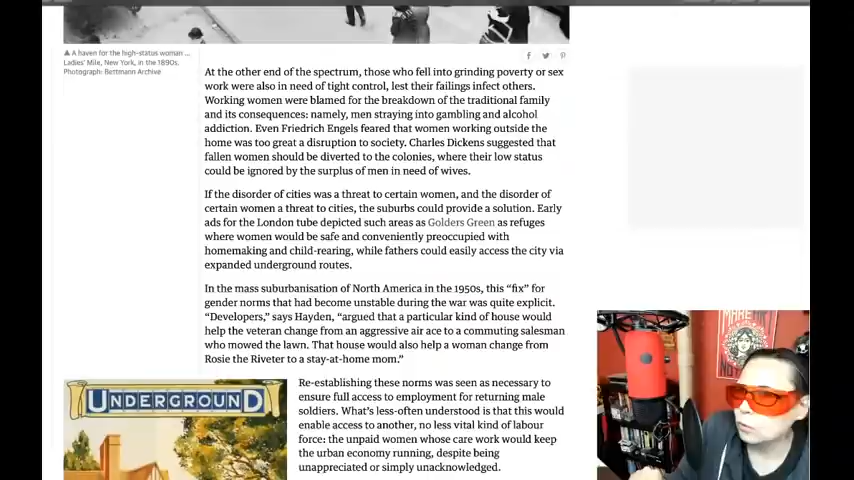 ▲ A haven for the high-status woman ...
Ladies' Mile, New York, in the 1890s.
Photograph: Bettmann Archive
At the other end of the spectrum, those who fell into grinding poverty or sex
work were also in need of tight control, lest their failings infect others.
Working women were blamed for the breakdown of the traditional family
and its consequences: namely, men straying into gambling and alcohol
addiction. Even Friedrich Engels feared that women working outside the
home was too great a disruption to society. Charles Dickens suggested that
fallen women should be diverted to the colonies, where their low status
could be ignored by the surplus of men in need of wives.
If the disorder of cities was a threat to certain women, and the disorder of
certain women a threat to cities, the suburbs could provide a solution. Early
ads for the London tube depicted such areas as Golders Green as refuges
where women would be safe and conveniently preoccupied with
homemaking and child-rearing, while fathers could easily access the city via
expanded underground routes.
In the mass suburbanisation of North America in the 1950s, this “fix” for
gender norms that had become unstable during the war was quite explicit.
“Developers,” says Hayden, “argued that a particular kind of house would
help the veteran change from an aggressive air ace to a commuting salesman
who mowed the lawn. That house would also help a woman change from
Rosie the Riveter to a stay-at-home mom.”
UNDERGROUND
Re-establishing these norms was seen as necessary to
ensure full access to employment for returning male
soldiers. What's less-often understood is that this would
enable access to another, no less vital kind of labour
force: the unpaid women whose care work would keep
the urban economy running, despite being
unappreciated or simply unacknowledged.
MAKE